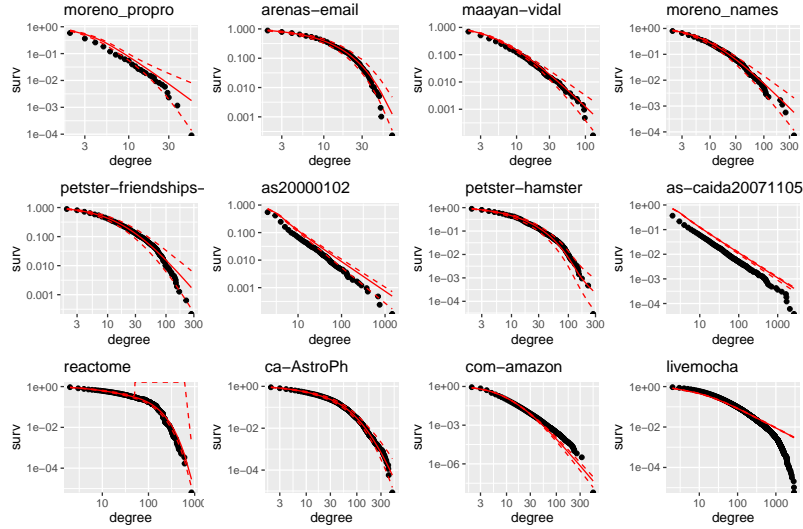 moreno_propro
arenas−email
maayan−vidal
moreno_names
surv
1e+00
1e−01
1e−02
1e−03
1e−04
3
10
30
degree
surv
1.000
0.100
0.010
0.001
3
10
30
degree
surv
1.000
0.100
0.010
0.001
3
10
30
100
degree
surv
1e+00
1e−01
1e−02
1e−03
1e−04
3
10
30
100
300
degree
petster−friendships−
as20000102
petster−hamster
as−caida20071105
surv
1.000
0.100
0.010
0.001
3
10
30
100
300
degree
surv
1.000
0.100
0.010
0.001
10
100
1000
degree
surv
1e+00
1e−01
1e−02
1e−03
1e−04
3
10
30
100
300
degree
surv
1e+00
1e−01
1e−02
1e−03
1e−04
10
100
1000
degree
reactome
ca−AstroPh
com−amazon
livemocha
surv
1e+00
1e−02
1e−04
10
100
degree
surv
1e+00
1e−02
1e−04
3
10
30
100
300
degree
surv
1e+00
1e−02
1e−04
1e−06
3
10
30
100
300
degree
surv
1e+00
1e−02
1e−04
10
100
1000
degree